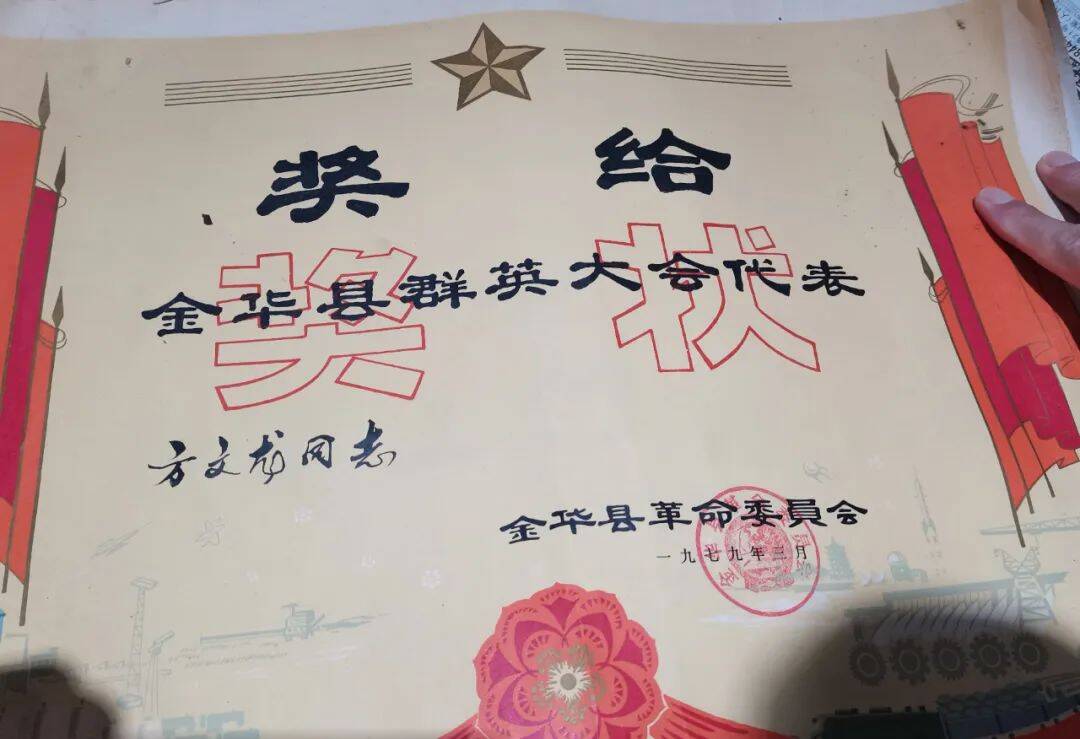 奖给
奖状
金华县群英大会代表
方文龙同志
金华县革命委員会
一九七九年三月